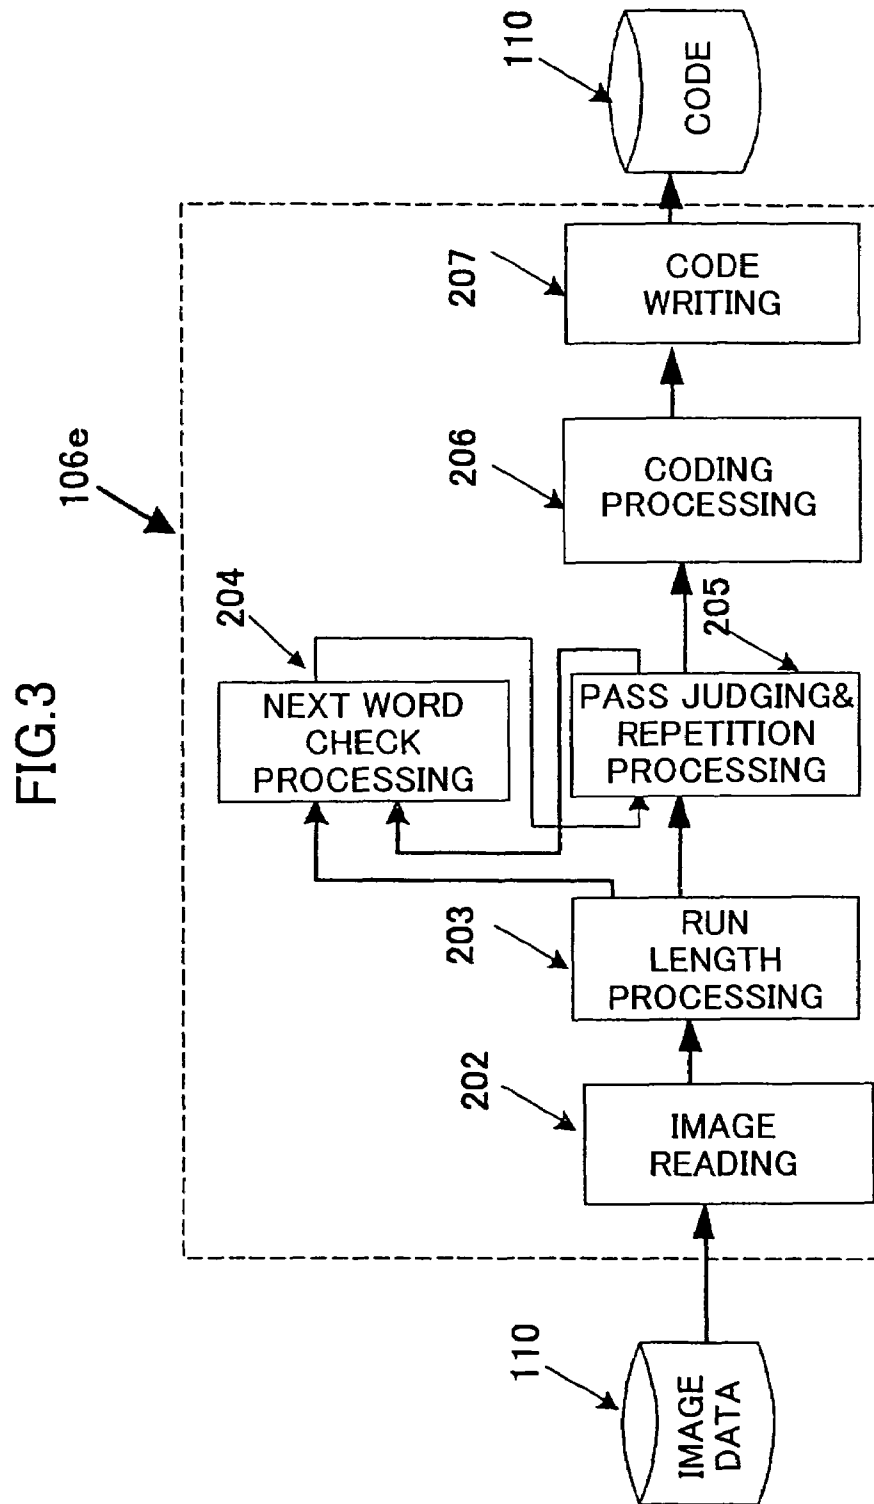 FIG.3
106e
110
IMAGE
DATA
202
IMAGE
READING
203
RUN
LENGTH
PROCESSING
204
NEXT WORD
CHECK
PROCESSING
205
PASS JUDGING&
REPETITION
PROCESSING
206
CODING
PROCESSING
207
CODE
WRITING
110
CODE